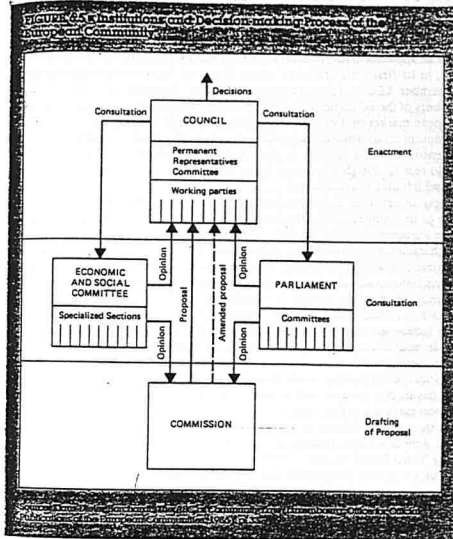 FIGURE 6.5 Institutions and Decision-making Process of the
European Community
Decisions
Consultation
COUNCIL
Consultation
Permanent
Representatives
Committee
Enactment
Working parties
Opinion
Proposal
Amended proposal
Opinion
ECONOMIC
AND SOCIAL
COMMITTEE
PARLIAMENT
Specialized Sections
Committees
Consultation
Opinion
Opinion
COMMISSION
Drafting
of Proposal